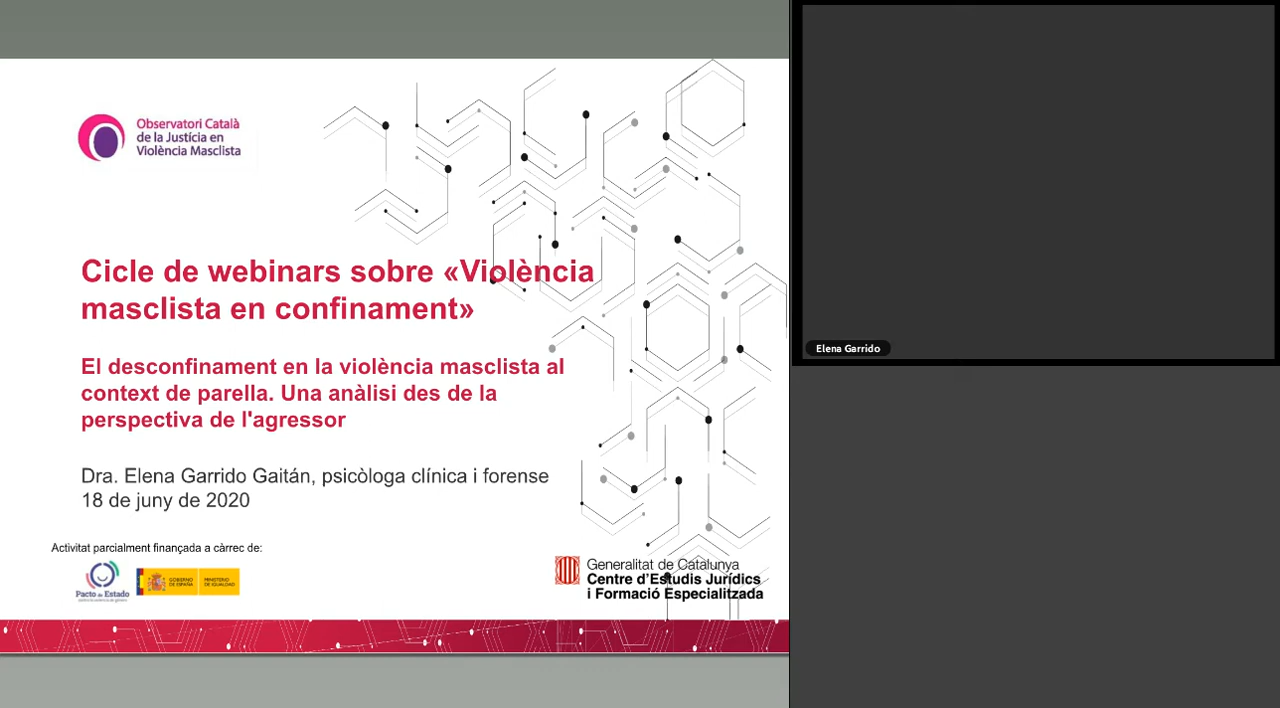 Observatori Català
de la Justícia en
Violència Masclista
Cicle de webinars sobre «Violència
masclista en confinament»
El desconfinament en la violència masclista al
context de parella. Una anàlisi des de la
perspectiva de l'agressor
Dra. Elena Garrido Gaitán, psicòloga clínica i forense
18 de juny de 2020
Activitat parcialment finançada a càrrec de:
Pacto de Estado
GOBIERNO
DE ESPAÑA
MINISTERIO
DE IGUALDAD
Generalitat de Catalunya
Centre d'Estudis Jurídics
i Formació Especialitzada
Elena Garrido